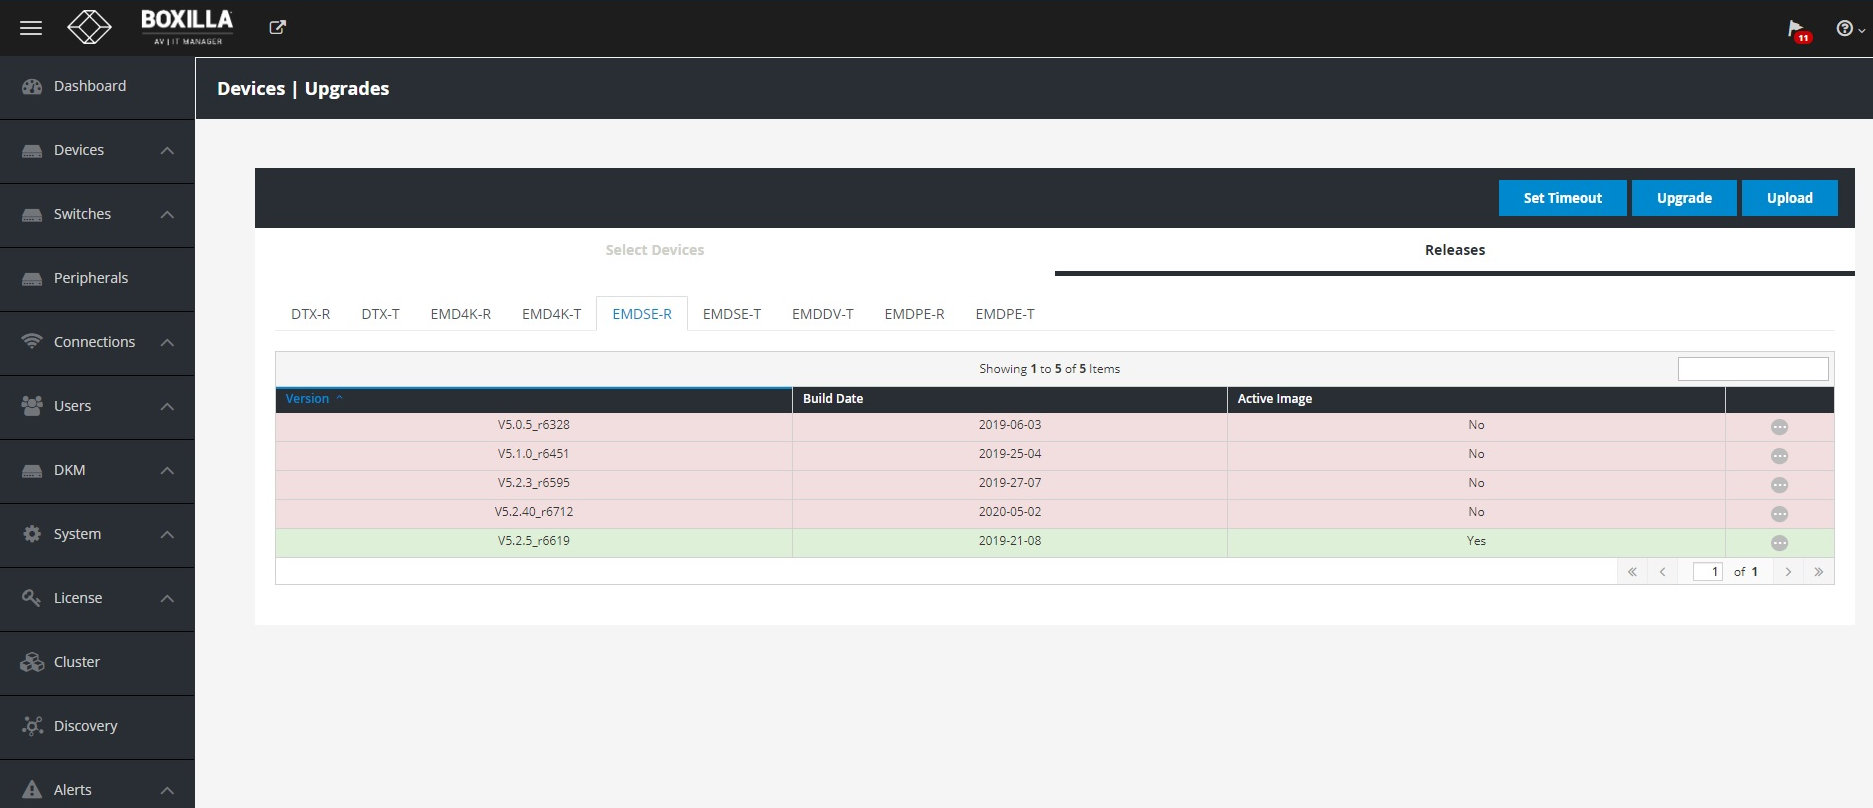 BOXILLA
AV | IT MANAGER
11
Dashboard
Devices
Switches
Peripherals
Connections
Users
DKM
System
License
Cluster
Discovery
Alerts
Devices | Upgrades
Set Timeout Upgrade Upload
Select Devices Releases
DTX-R DTX-T EMD4K-R EMD4K-T EMDSE-R EMDSE-T EMDDV-T EMDPE-R EMDPE-T
Showing 1 to 5 of 5 Items
Version Build Date Active Image
V5.0.5_r6328 2019-06-03 No
V5.1.0_r6451 2019-25-04 No
V5.2.3_r6595 2019-27-07 No
V5.2.40_r6712 2020-05-02 No
V5.2.5_r6619 2019-21-08 Yes
« ‹ 1 of 1 › »